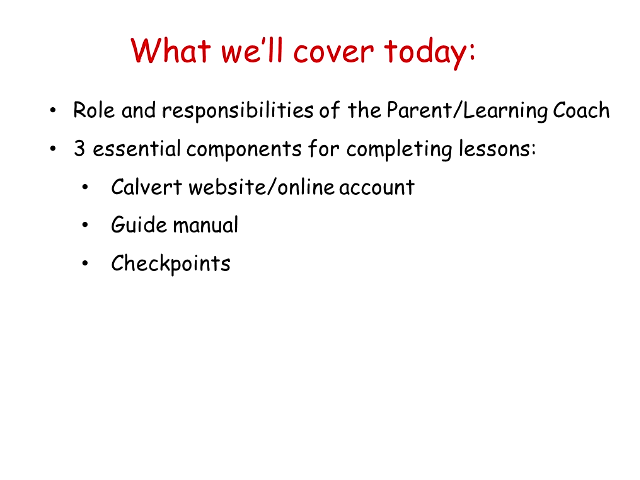 What we'll cover today:
• Role and responsibilities of the Parent/Learning Coach
• 3 essential components for completing lessons:
• Calvert website/online account
• Guide manual
• Checkpoints